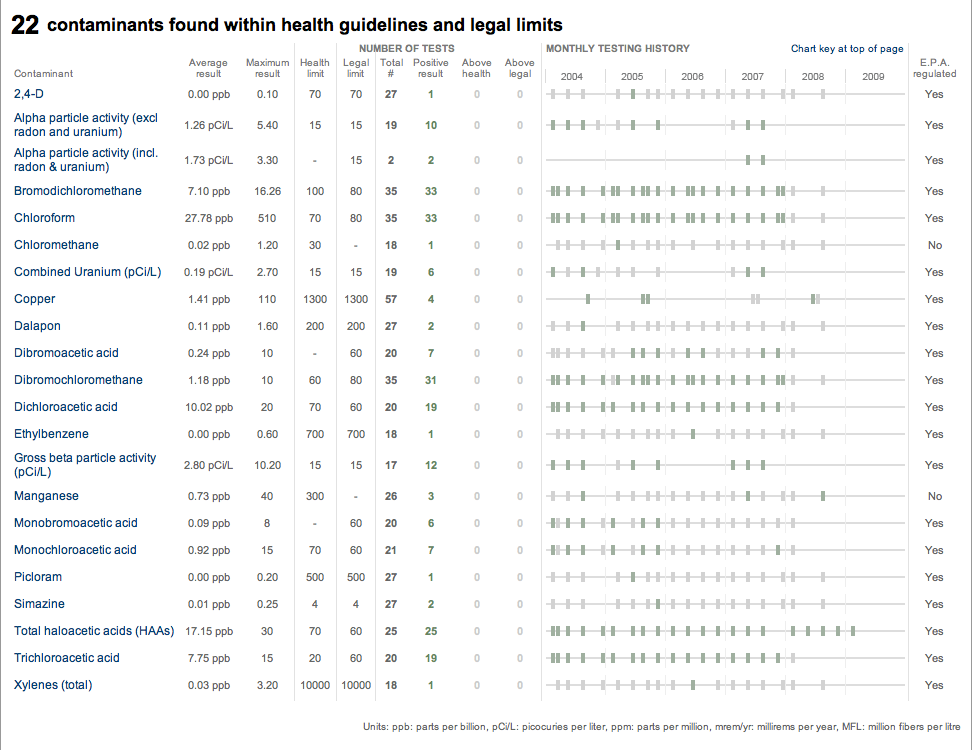 22 contaminants found within health guidelines and legal limits
NUMBER OF TESTS MONTHLY TESTING HISTORY Chart key at top of page
Contaminant Average result Maximum result Health limit Legal limit Total # Positive result Above health Above legal 2004 2005 2006 2007 2008 2009 E.P.A. regulated
2,4-D 0.00 ppb 0.10 70 70 27 1 0 0 Yes
Alpha particle activity (excl
radon and uranium) 1.26 pCi/L 5.40 15 15 19 10 0 0 Yes
Alpha particle activity (incl.
radon & uranium) 1.73 pCi/L 3.30 - 15 2 2 0 0 Yes
Bromodichloromethane 7.10 ppb 16.26 100 80 35 33 0 0 Yes
Chloroform 27.78 ppb 510 70 80 35 33 0 0 Yes
Chloromethane 0.02 ppb 1.20 30 - 18 1 0 0 No
Combined Uranium (pCi/L) 0.19 pCi/L 2.70 15 15 19 6 0 0 Yes
Copper 1.41 ppb 110 1300 1300 57 4 0 0 Yes
Dalapon 0.11 ppb 1.60 200 200 27 2 0 0 Yes
Dibromoacetic acid 0.24 ppb 10 - 60 20 7 0 0 Yes
Dibromochloromethane 1.18 ppb 10 60 80 35 31 0 0 Yes
Dichloroacetic acid 10.02 ppb 20 70 60 20 19 0 0 Yes
Ethylbenzene 0.00 ppb 0.60 700 700 18 1 0 0 Yes
Gross beta particle activity
(pCi/L) 2.80 pCi/L 10.20 15 15 17 12 0 0 Yes
Manganese 0.73 ppb 40 300 - 26 3 0 0 No
Monobromoacetic acid 0.09 ppb 8 - 60 20 6 0 0 Yes
Monochloroacetic acid 0.92 ppb 15 70 60 21 7 0 0 Yes
Picloram 0.00 ppb 0.20 500 500 27 1 0 0 Yes
Simazine 0.01 ppb 0.25 4 4 27 2 0 0 Yes
Total haloacetic acids (HAAs) 17.15 ppb 30 70 60 25 25 0 0 Yes
Trichloroacetic acid 7.75 ppb 15 20 60 20 19 0 0 Yes
Xylenes (total) 0.03 ppb 3.20 10000 10000 18 1 0 0 Yes
Units: ppb: parts per billion, pCi/L: picocuries per liter, ppm: parts per million, mrem/yr: millirems per year, MFL: million fibers per litre